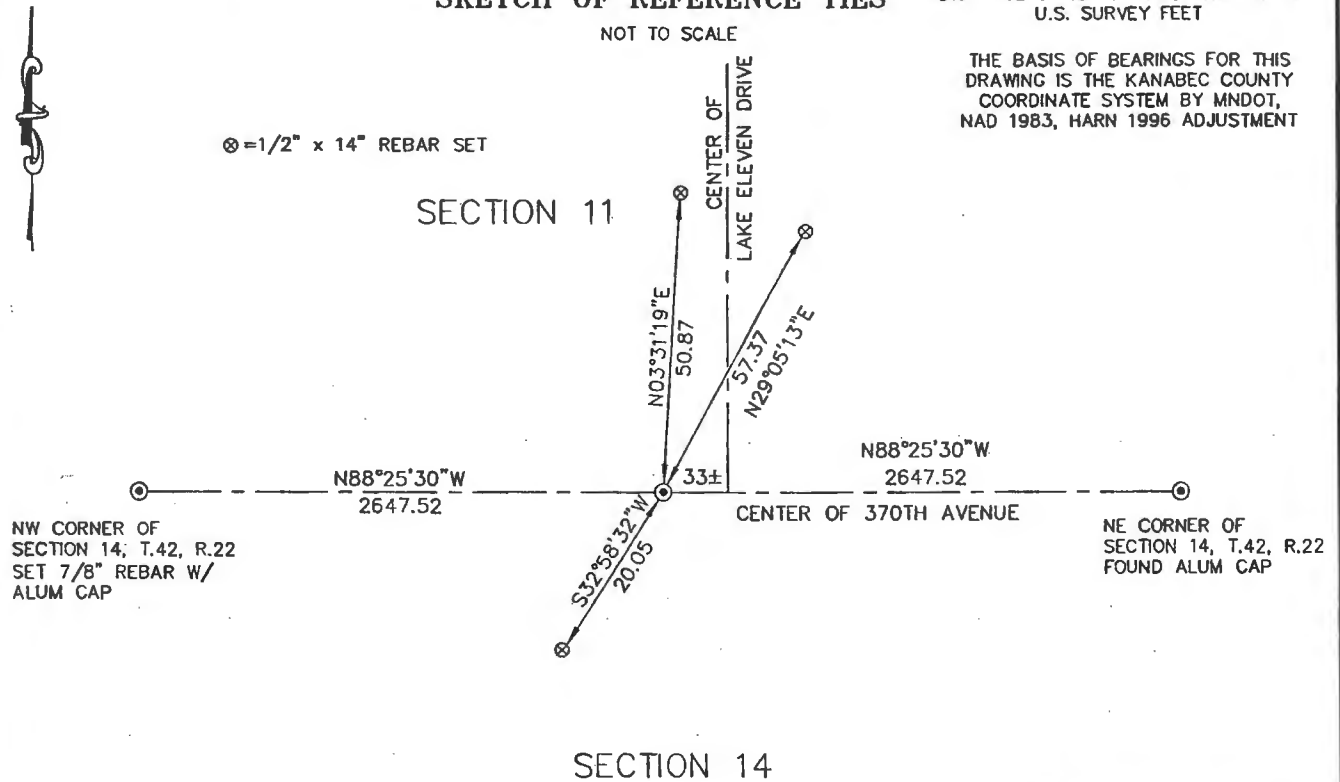 SKETCH OF REFERENCE TIES
NOT TO SCALE
U.S. SURVEY FEET
THE BASIS OF BEARINGS FOR THIS
DRAWING IS THE KANABEC COUNTY
COORDINATE SYSTEM BY MNDOT,
NAD 1983, HARN 1996 ADJUSTMENT
⊗=1/2" x 14" REBAR SET
SECTION 11
CENTER OF
LAKE ELEVEN DRIVE
N03°31'19"E
50.87
57.37
N29°05'13"E
N88°25'30"W
2647.52
33±
N88°25'30"W
2647.52
CENTER OF 370TH AVENUE
S32°58'32"W
20.05
NW CORNER OF
SECTION 14, T.42, R.22
SET 7/8" REBAR W/
ALUM CAP
NE CORNER OF
SECTION 14, T.42, R.22
FOUND ALUM CAP
SECTION 14